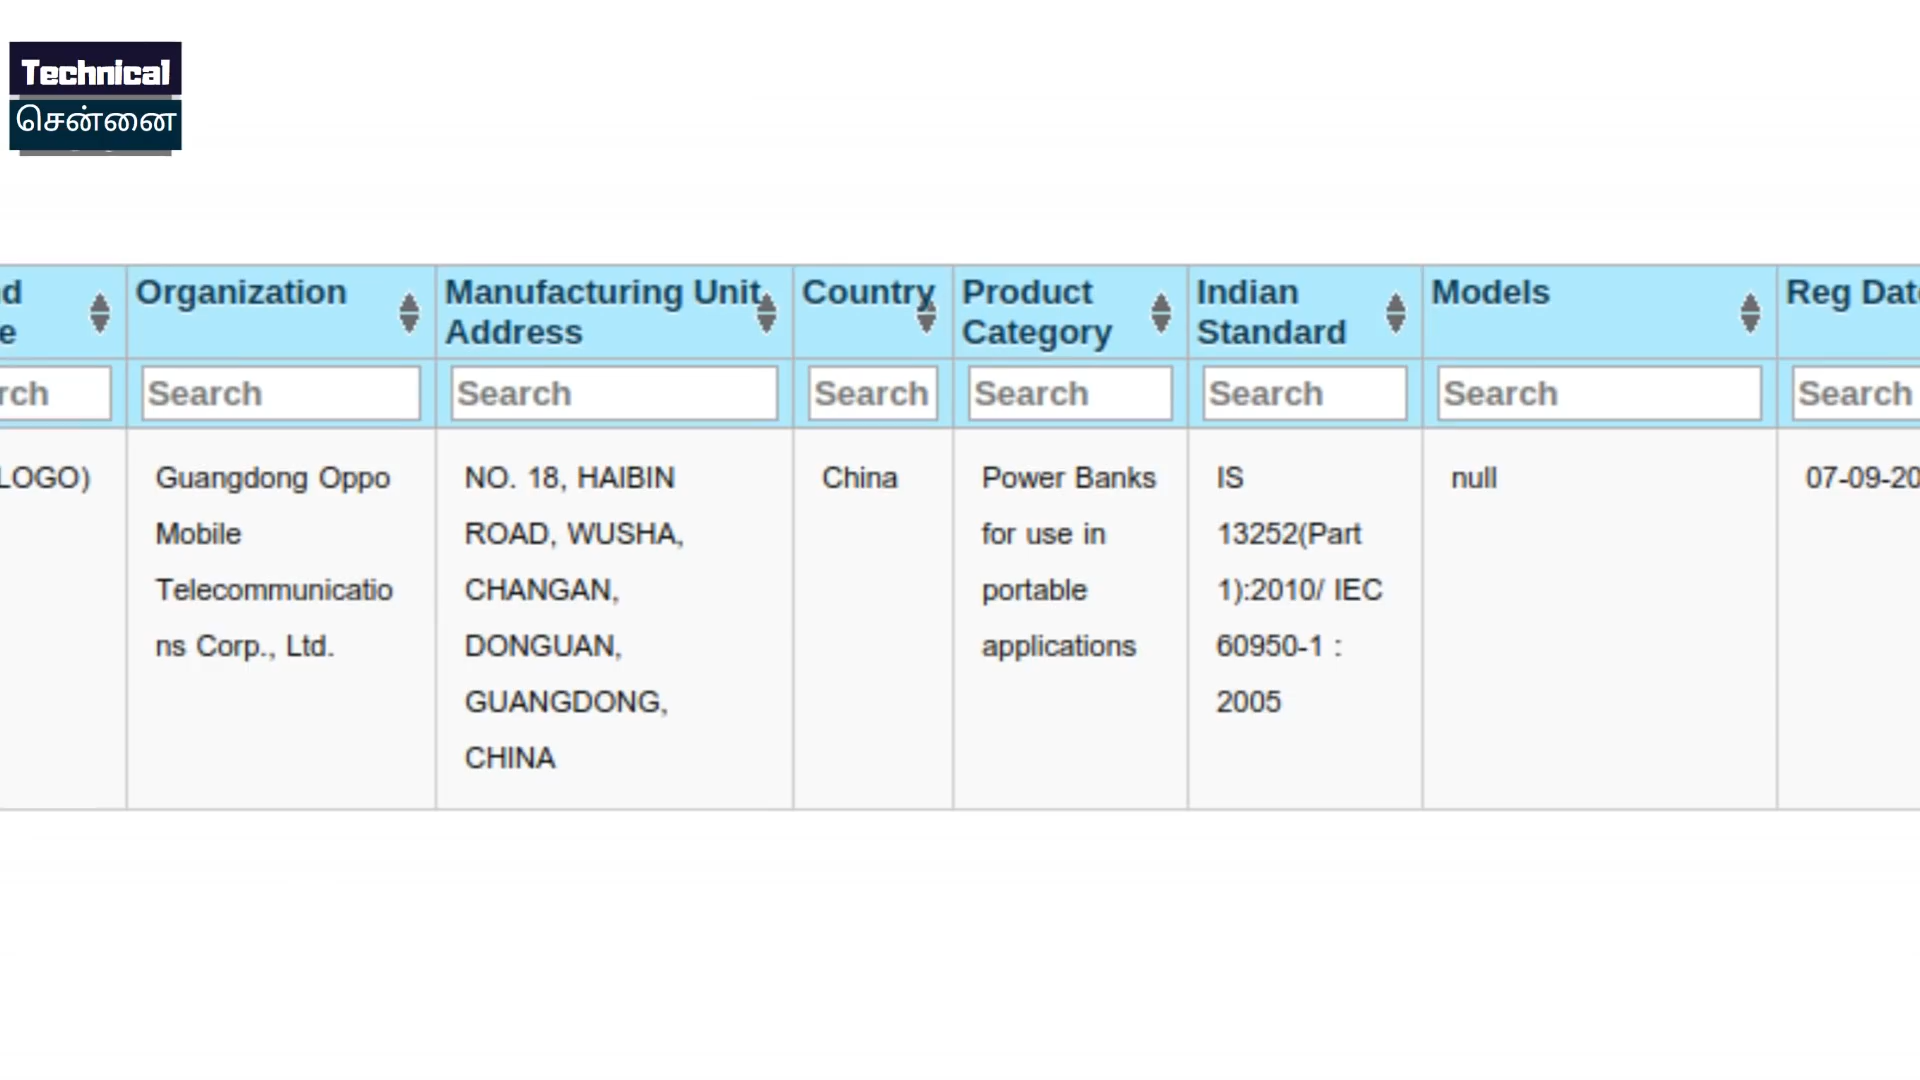 Technical
சென்னை
Organization
Manufacturing Unit
Address
Country
Product
Category
Indian
Standard
Models
Reg
Search
Search
Search
Search
Search
Search
Search
LOGO)
Guangdong Oppo
Mobile
Telecommunicatio
ns Corp., Ltd.
NO. 18, HAIBIN
ROAD, WUSHA,
CHANGAN,
DONGUAN,
GUANGDONG,
CHINA
China
Power Banks
for use in
portable
applications
IS
13252(Part
1):2010/ IEC
60950-1 :
2005
null
07-09-20